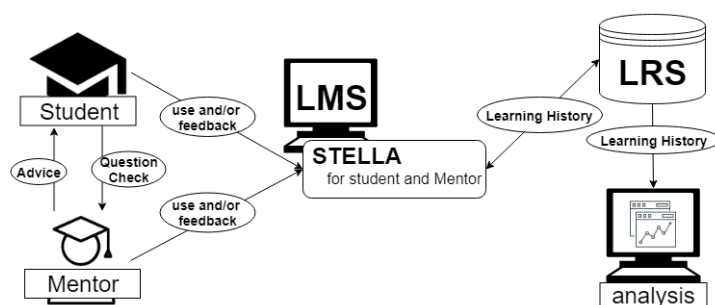 Student
Advice
Question
Check
Mentor
use and/or
feedback
use and/or
feedback
LMS
STELLA
for student and Mentor
Learning History
LRS
Learning History
analysis